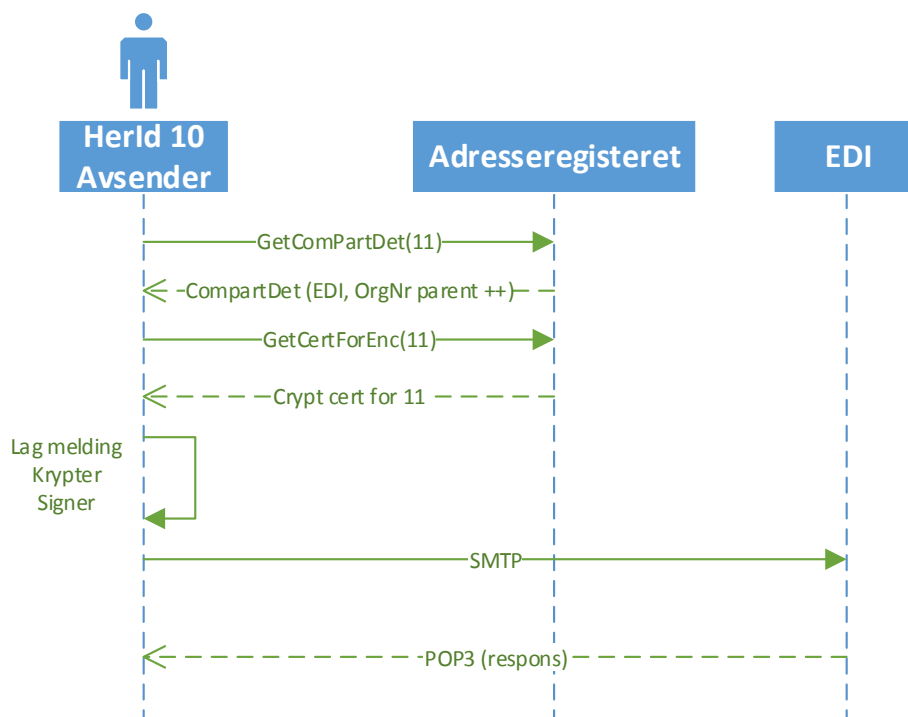 HerId 10
Avsender
Adresseregisteret
EDI
GetComPartDet(11)
CompartDet (EDI, OrgNr parent ++)
GetCertForEnc(11)
Crypt cert for 11
Lag melding
Krypter
Signer
SMTP
POP3 (respons)